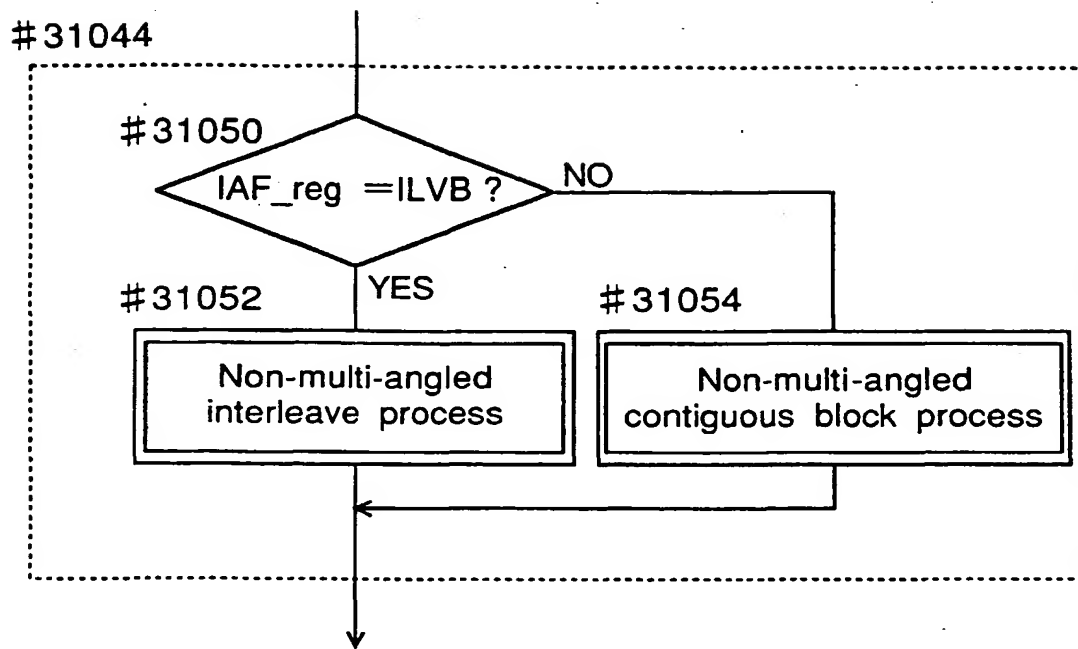 #31044
#31050
IAF_reg =ILVB ?
NO
YES
#31052
#31054
Non-multi-angled
interleave process
Non-multi-angled
contiguous block process